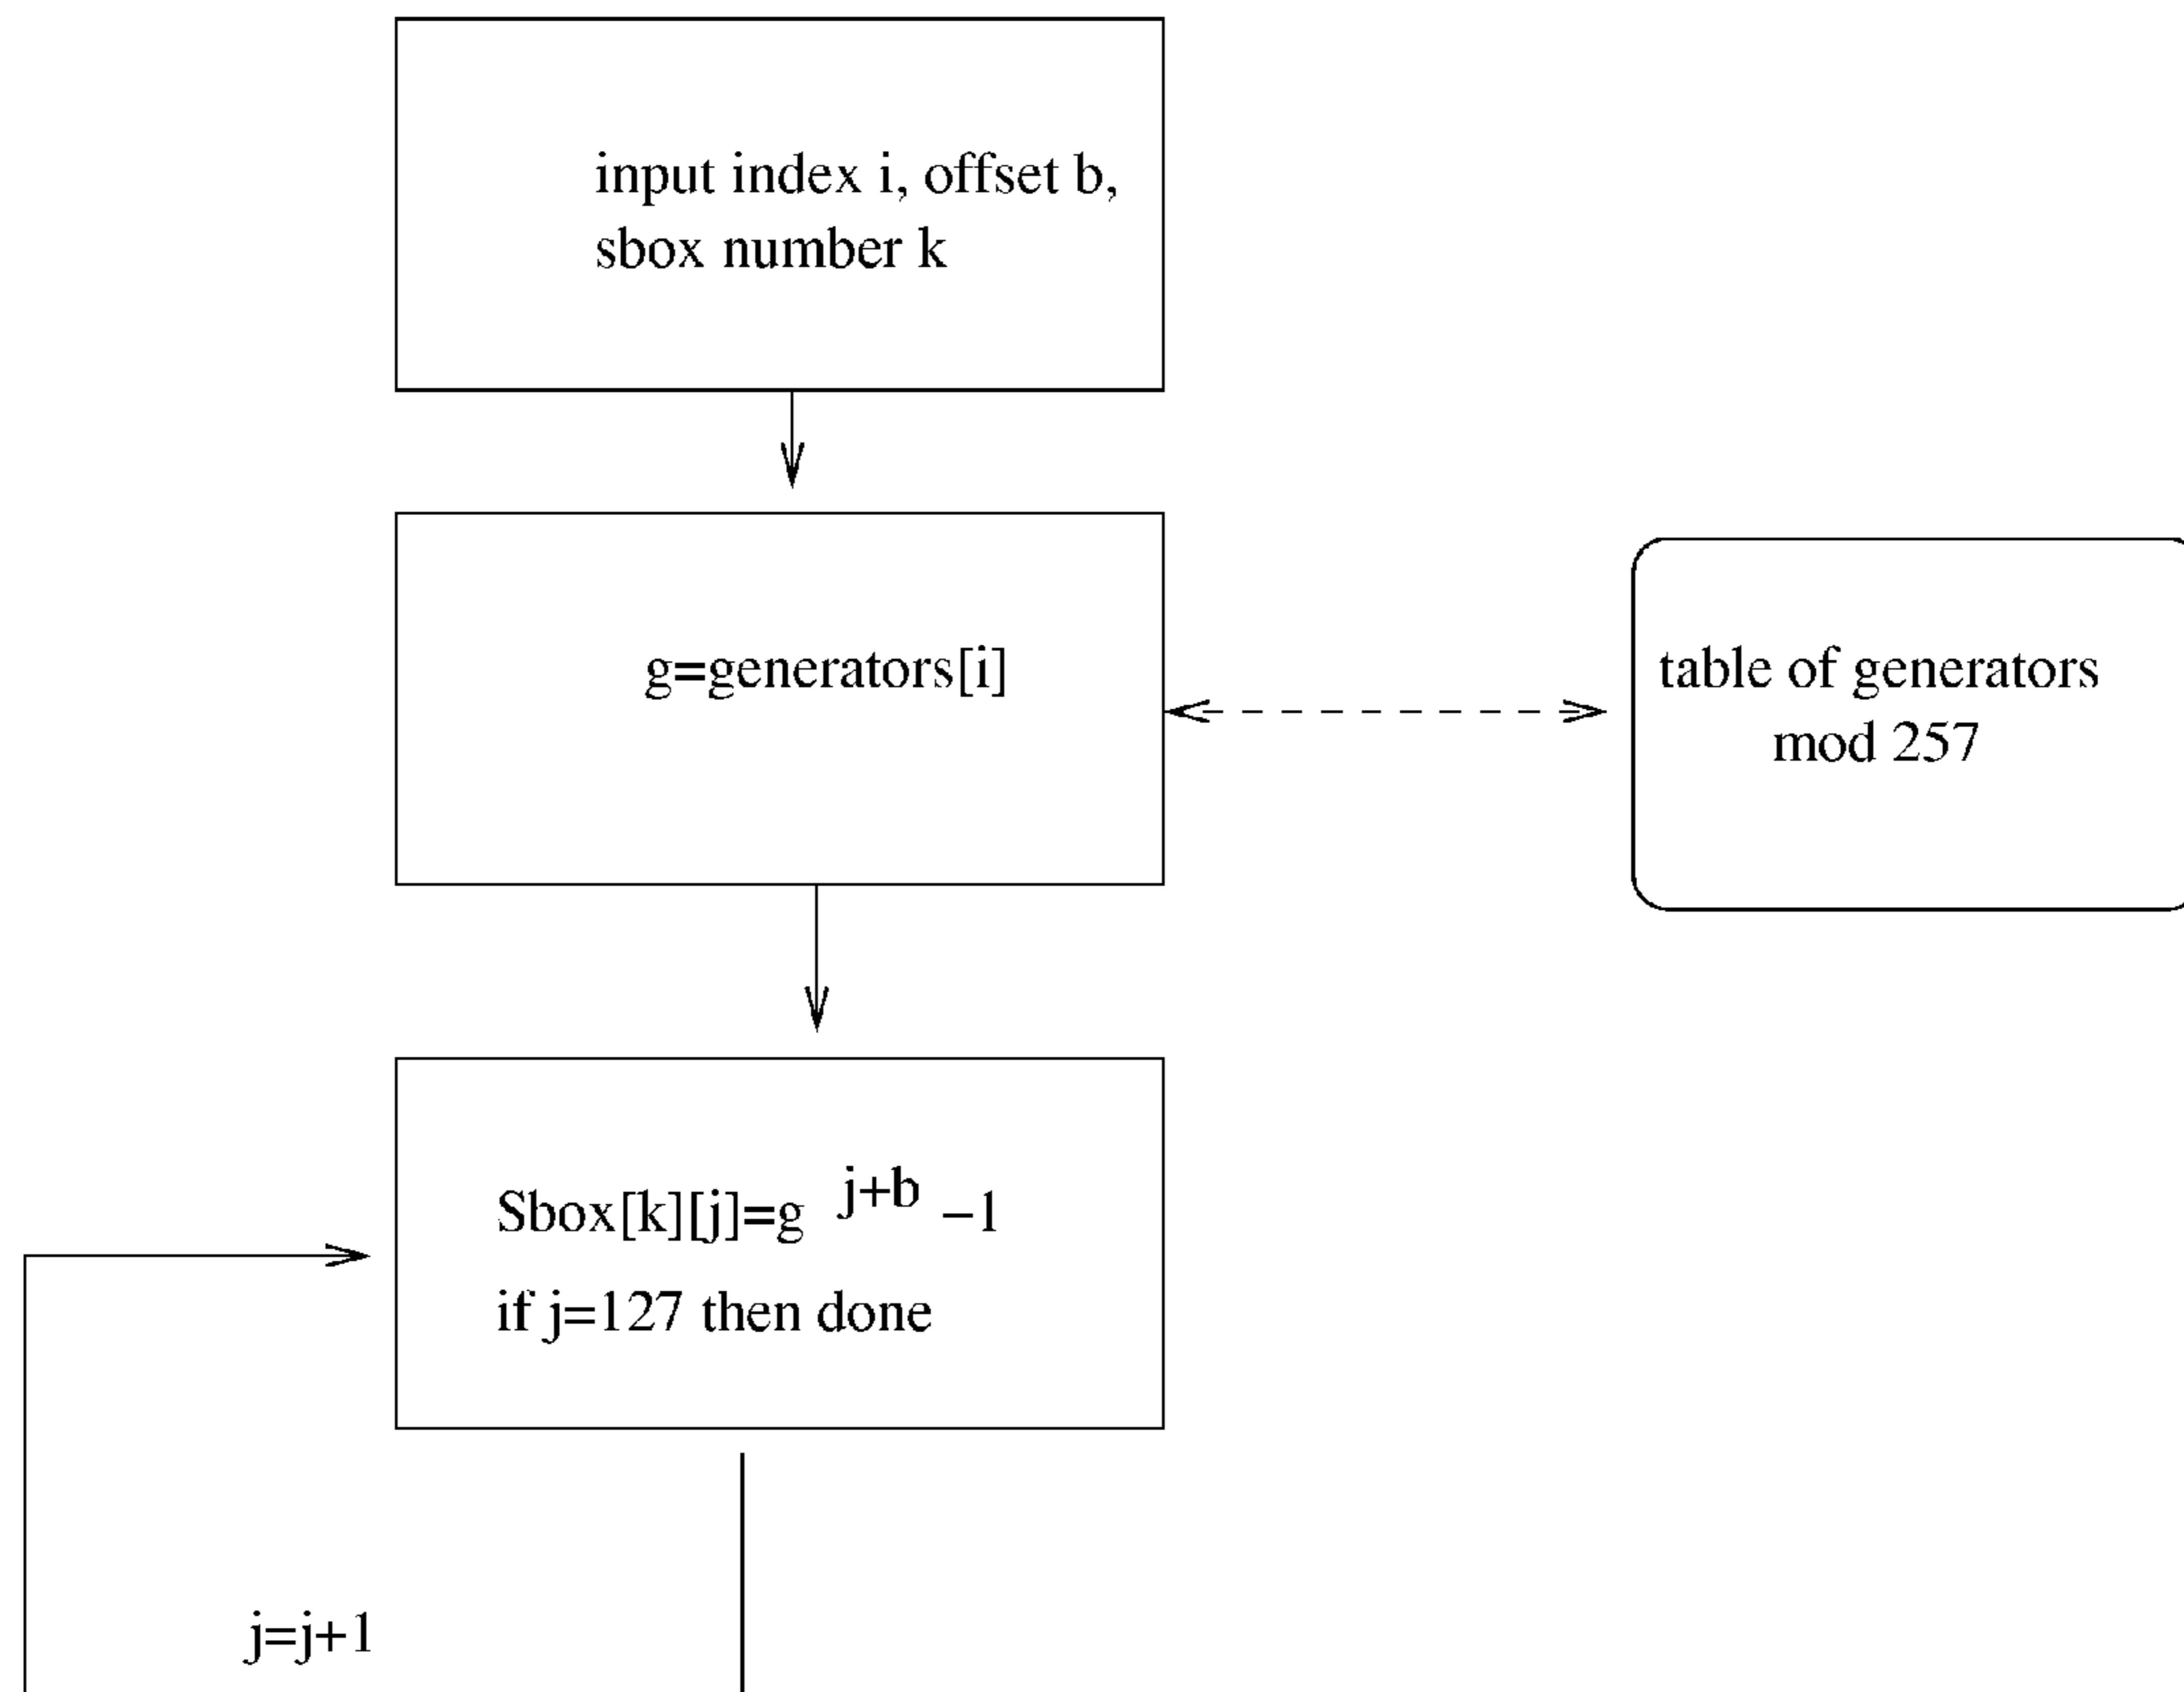 input index i, offset b,
sbox number k
g=generators[i]
table of generators
mod 257
Sbox[k][j]=g j+b −1
if j=127 then done
j=j+1